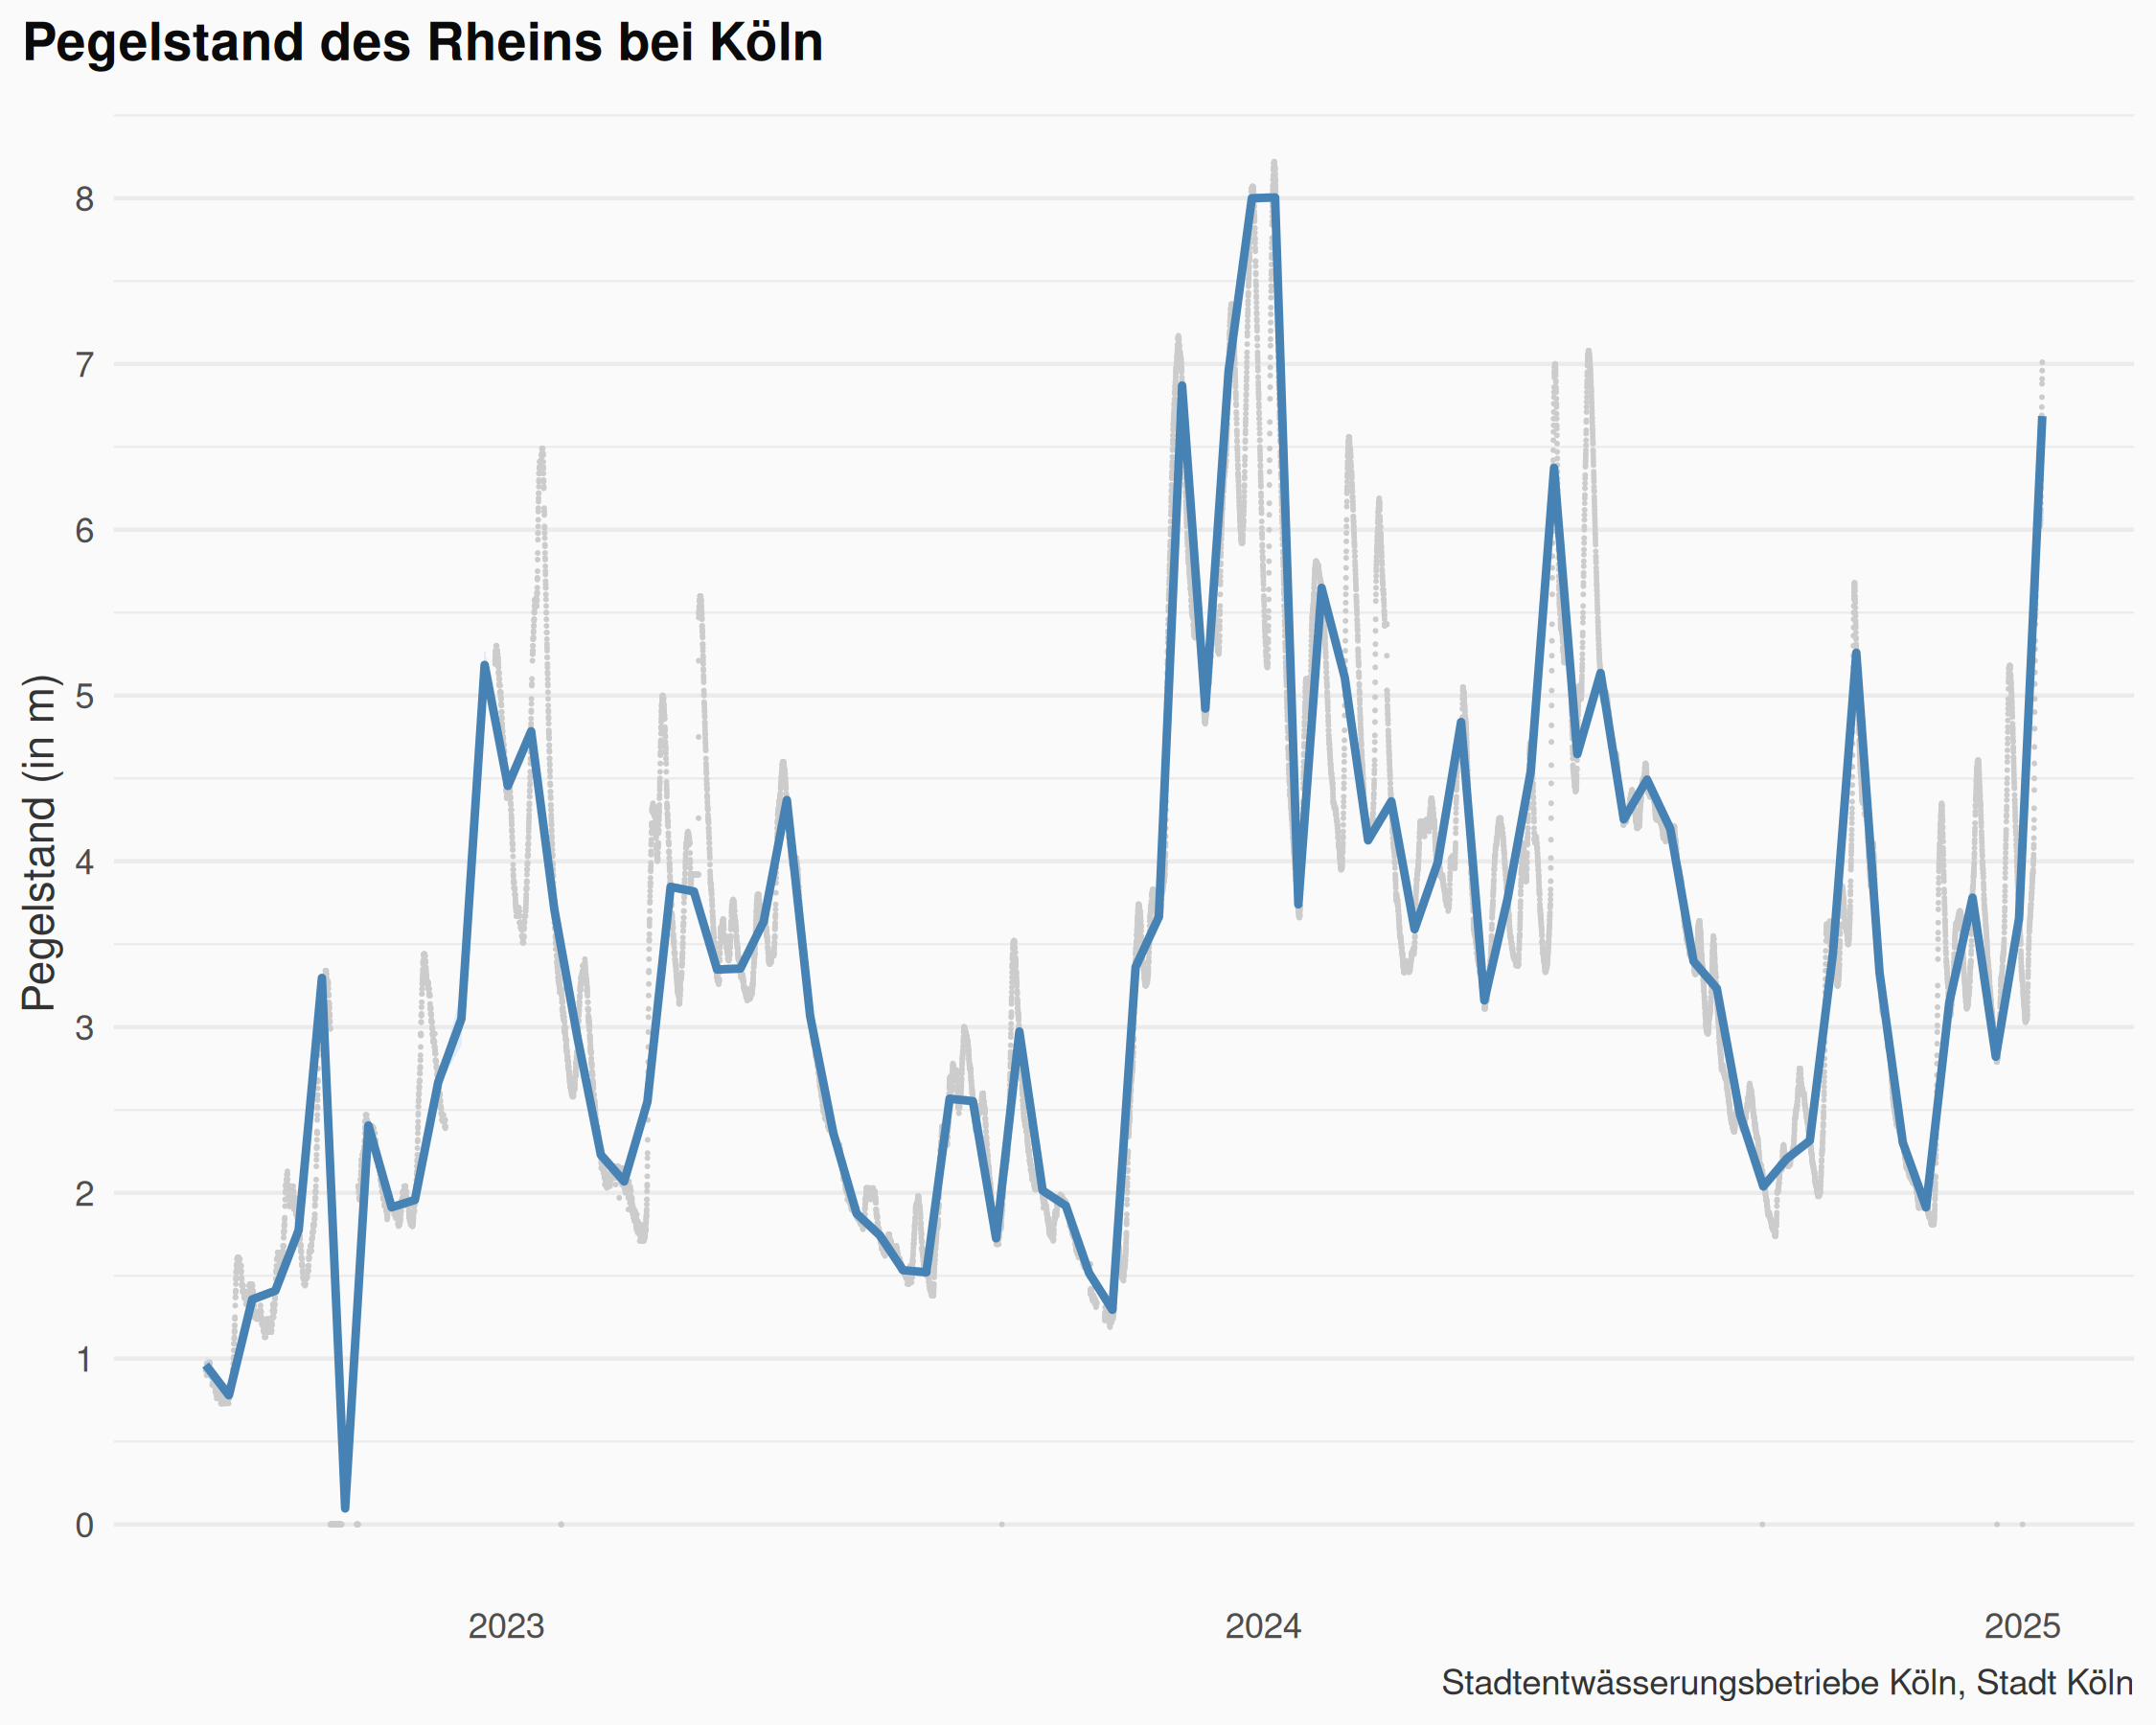 Pegelstand des Rheins bei Köln
Pegelstand (in m)
8
7
6
5
4
3
2
1
0
2023 2024 2025
Stadtentwässerungsbetriebe Köln, Stadt Köln